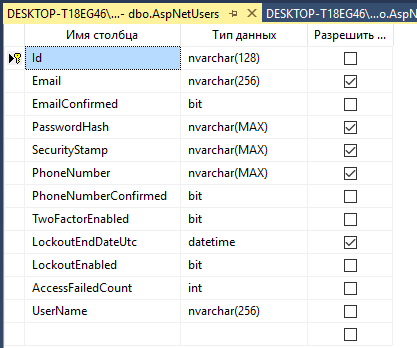 DESKTOP-T18EG46\...- dbo.AspNetUsers DESKTOP-T18EG46\...o.AspN
Имя столбца Тип данных Разрешить ...
Id nvarchar(128)
Email nvarchar(256)
EmailConfirmed bit
PasswordHash nvarchar(MAX)
SecurityStamp nvarchar(MAX)
PhoneNumber nvarchar(MAX)
PhoneNumberConfirmed bit
TwoFactorEnabled bit
LockoutEndDateUtc datetime
LockoutEnabled bit
AccessFailedCount int
UserName nvarchar(256)